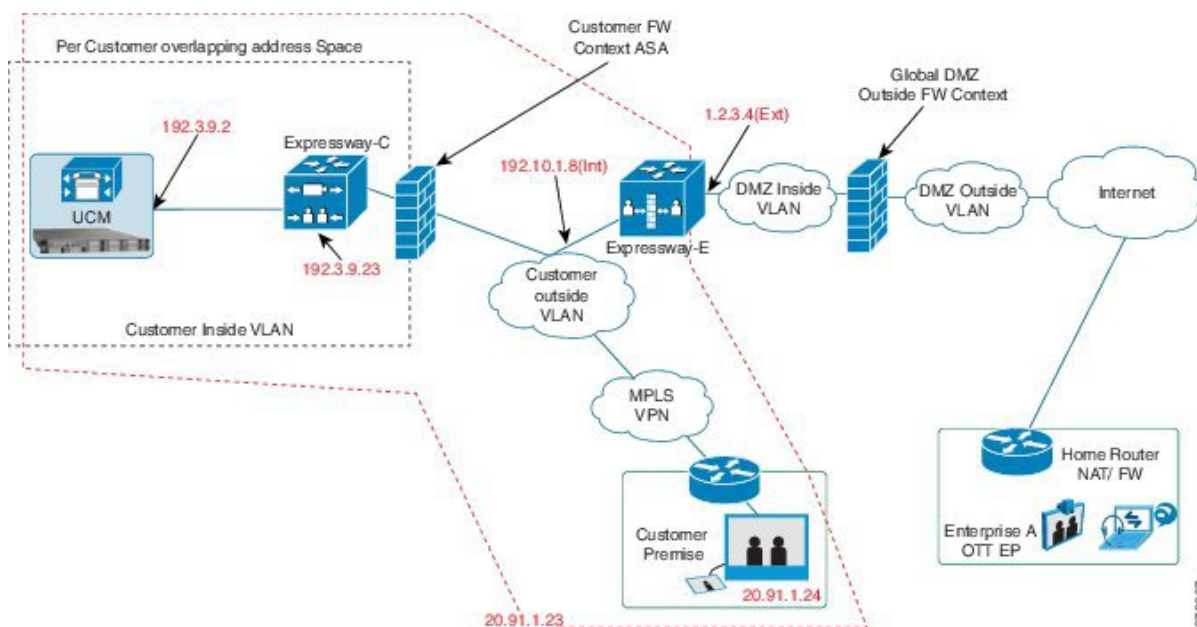 Per Customer overlapping address Space
Customer FW
Context ASA
Global DMZ
Outside FW Context
192.3.9.2
Expressway-C
1.2.3.4(Ext)
192.10.1.8(Int)
UCM
DMZ Inside
VLAN
DMZ Outside
VLAN
Internet
Expressway-E
192.3.9.23
Customer
outside
VLAN
Customer Inside VLAN
MPLS
VPN
Home Router
NAT/ FW
Customer
Premise
Enterprise A
OTT EP
20.91.1.24
20.91.1.23